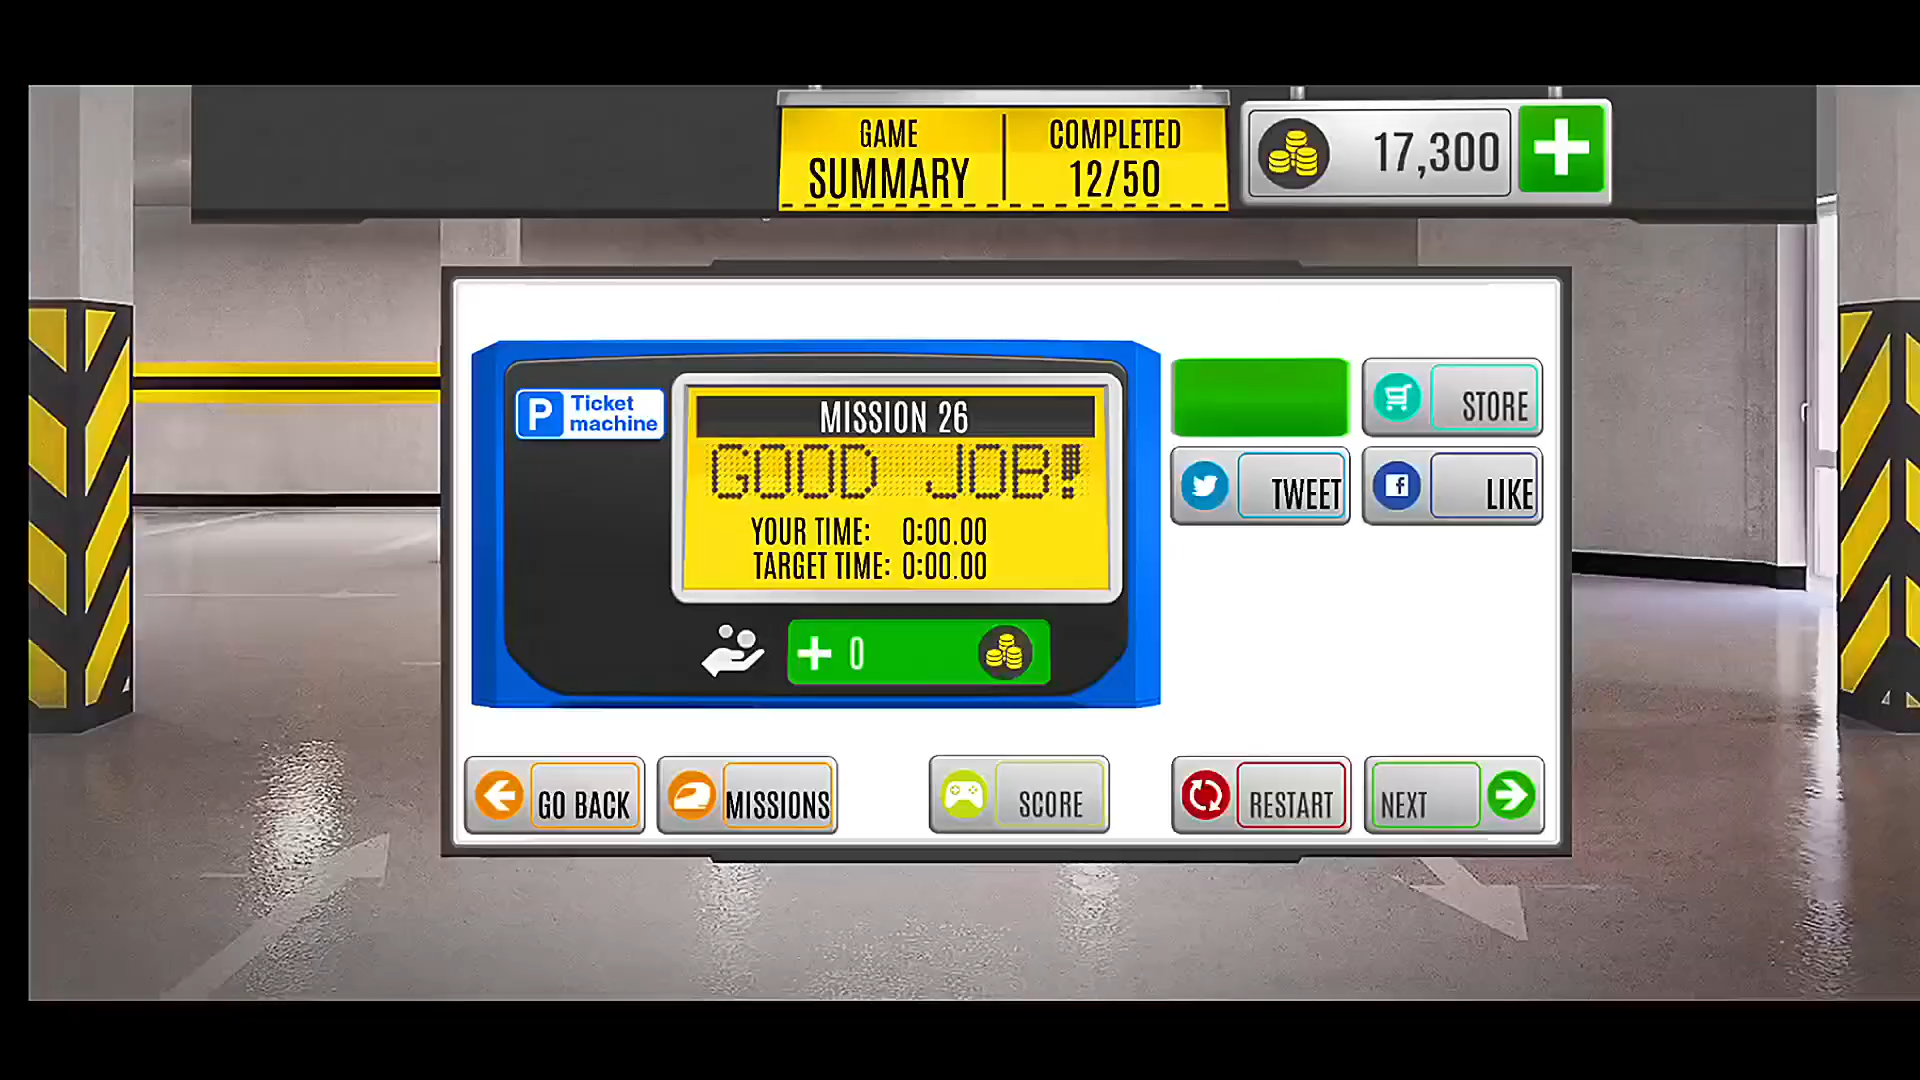 GAME
SUMMARY
COMPLETED
12/50
17,300
P Ticket
machine
MISSION 26
GOOD JOB!
YOUR TIME: 0:00.00
TARGET TIME: 0:00.00
+ 0
STORE
TWEET
LIKE
GO BACK
MISSIONS
SCORE
RESTART
NEXT